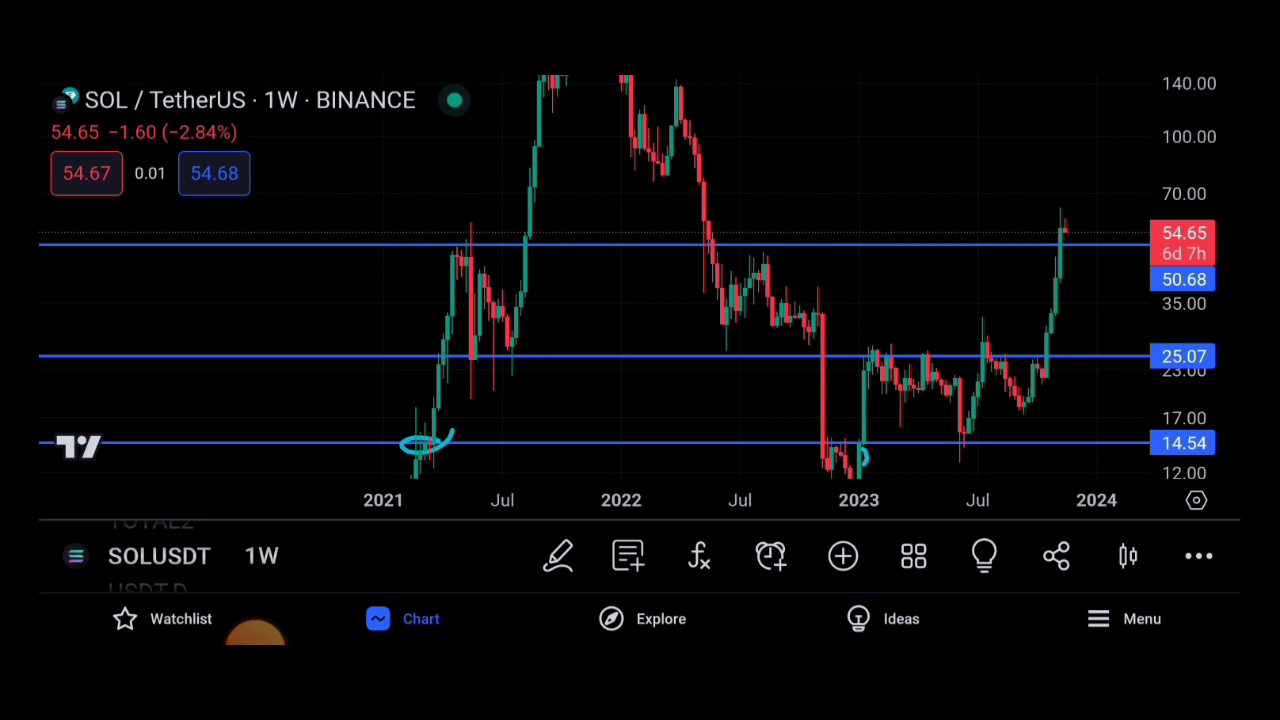 SOL / TetherUS · 1W · BINANCE
54.65 −1.60 (−2.84%)
54.67 0.01 54.68
140.00
100.00
70.00
54.65
6d 7h
50.68
35.00
25.07
23.00
17.00
14.54
12.00
2021 Jul 2022 Jul 2023 Jul 2024
TOTAL2
SOLUSDT 1W
USDT.D
Watchlist Chart Explore Ideas Menu